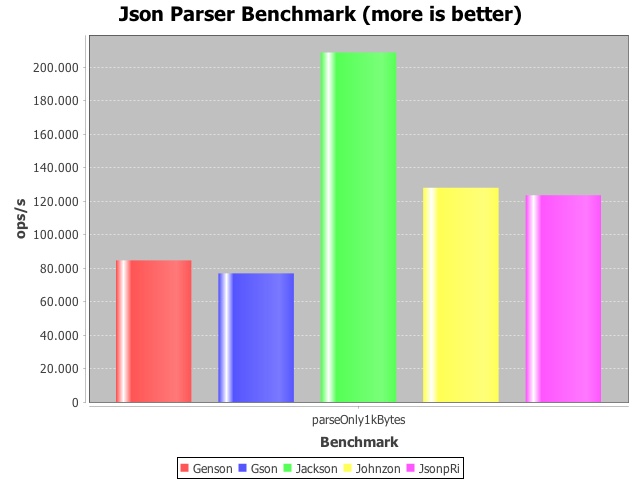 Json Parser Benchmark (more is better)
200.000
180.000
160.000
140.000
120.000
100.000
80.000
60.000
40.000
20.000
0
ops/s
parseOnly1kBytes
Benchmark
Genson Gson Jackson Johnzon JsonpRi